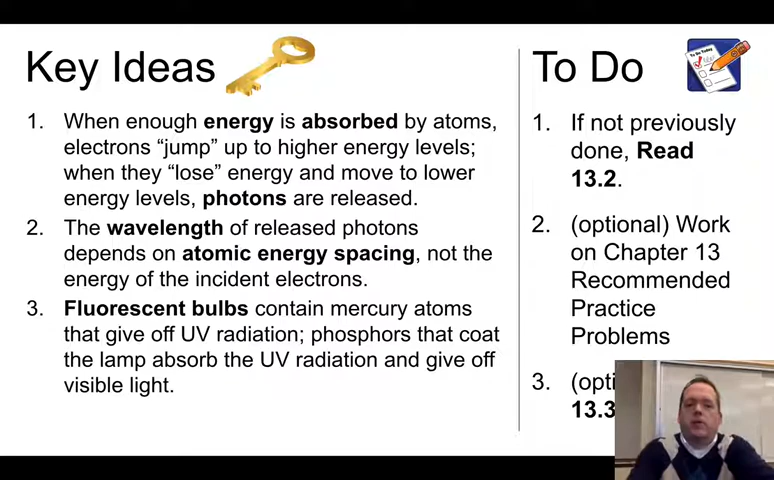 Key Ideas
1. When enough energy is absorbed by atoms,
electrons “jump” up to higher energy levels;
when they “lose” energy and move to lower
energy levels, photons are released.
2. The wavelength of released photons
depends on atomic energy spacing, not the
energy of the incident electrons.
3. Fluorescent bulbs contain mercury atoms
that give off UV radiation; phosphors that coat
the lamp absorb the UV radiation and give off
visible light.
To Do
To Do Today
1. If not previously
done, Read
13.2.
2. (optional) Work
on Chapter 13
Recommended
Practice
Problems
3. (opti
13.3